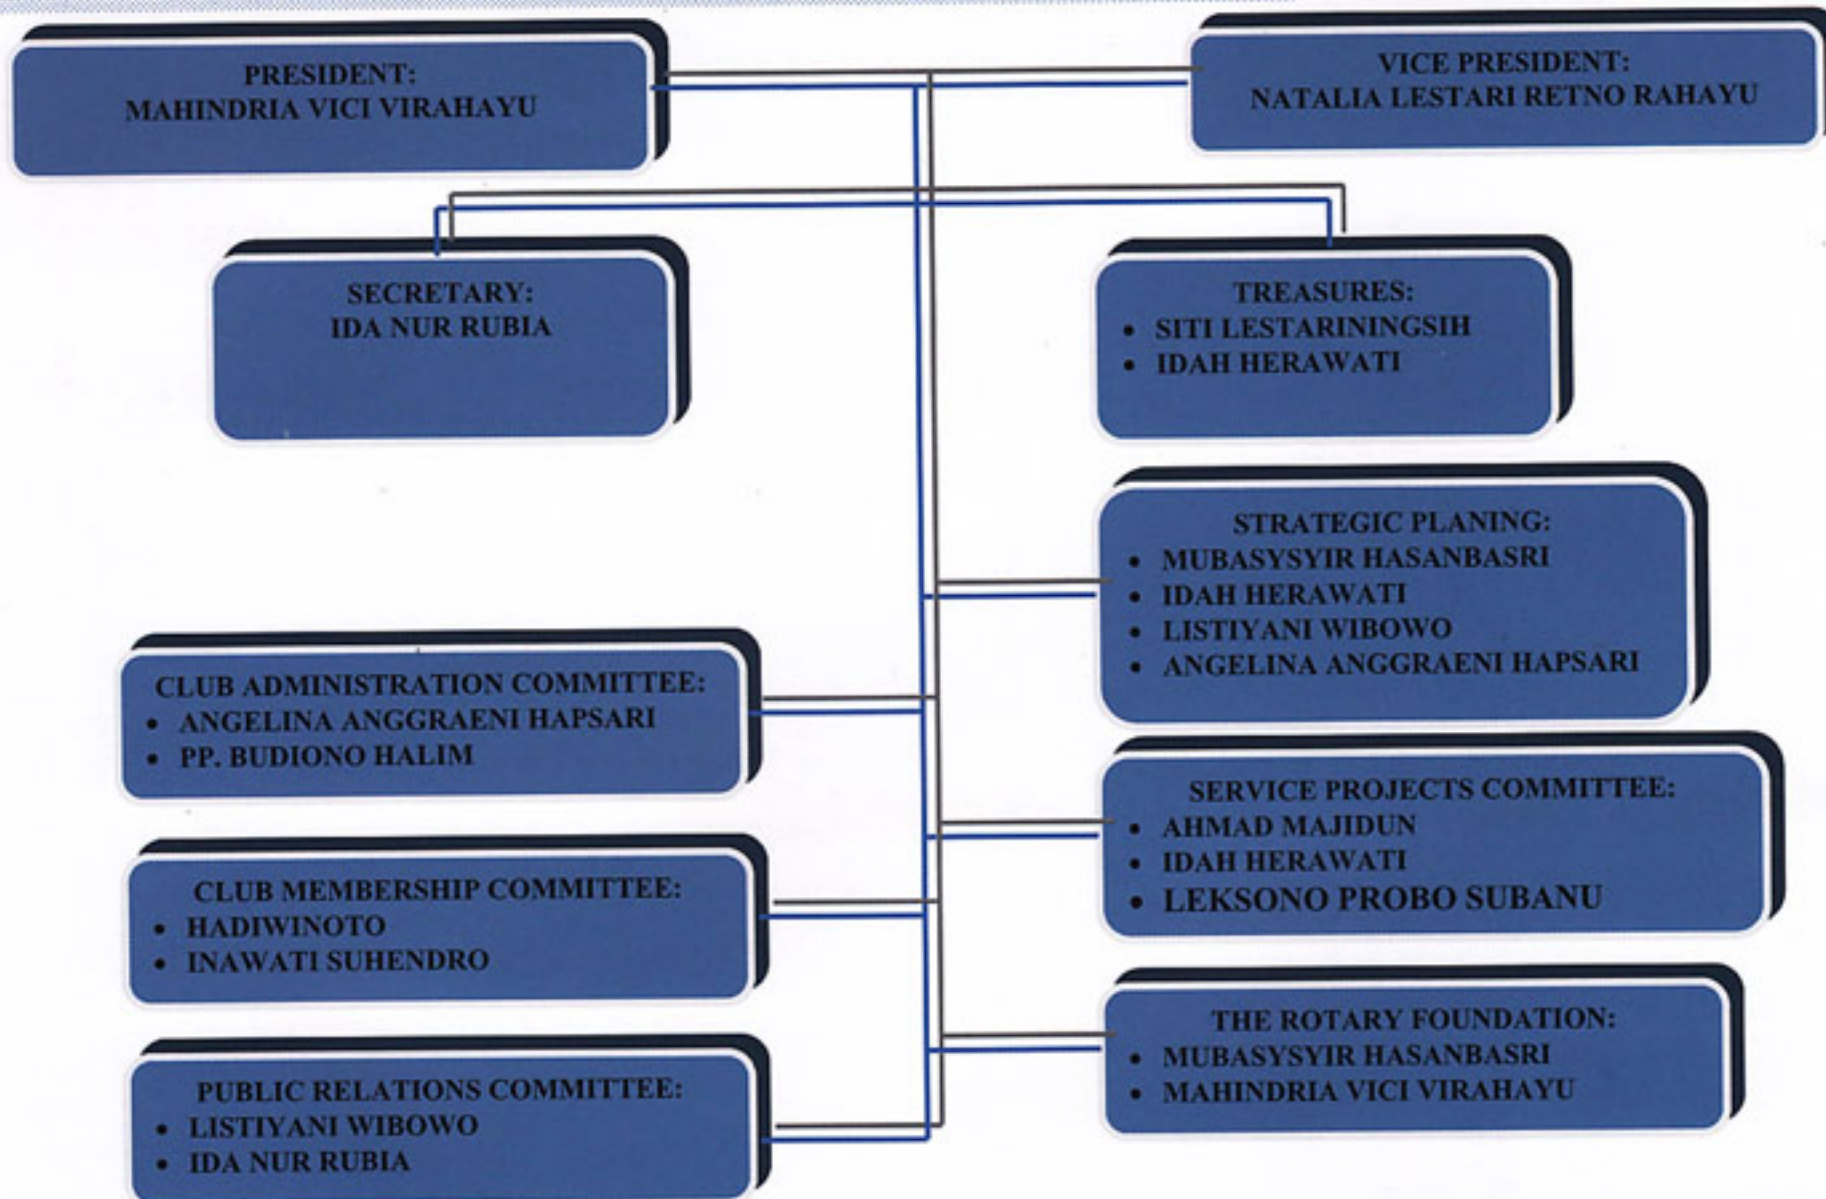 PRESIDENT:
MAHINDRIA VICI VIRAHAYU
VICE PRESIDENT:
NATALIA LESTARI RETNO RAHAYU
SECRETARY:
IDA NUR RUBIA
TREASURES:
• SITI LESTARININGSIH
• IDAH HERAWATI
STRATEGIC PLANING:
• MUBASYSYIR HASANBASRI
• IDAH HERAWATI
• LISTIYANI WIBOWO
• ANGELINA ANGGRAENI HAPSARI
CLUB ADMINISTRATION COMMITTEE:
• ANGELINA ANGGRAENI HAPSARI
• PP. BUDIONO HALIM
SERVICE PROJECTS COMMITTEE:
• AHMAD MAJIDUN
• IDAH HERAWATI
• LEKSONO PROBO SUBANU
CLUB MEMBERSHIP COMMITTEE:
• HADIWINOTO
• INAWATI SUHENDRO
THE ROTARY FOUNDATION:
• MUBASYSYIR HASANBASRI
• MAHINDRIA VICI VIRAHAYU
PUBLIC RELATIONS COMMITTEE:
• LISTIYANI WIBOWO
• IDA NUR RUBIA